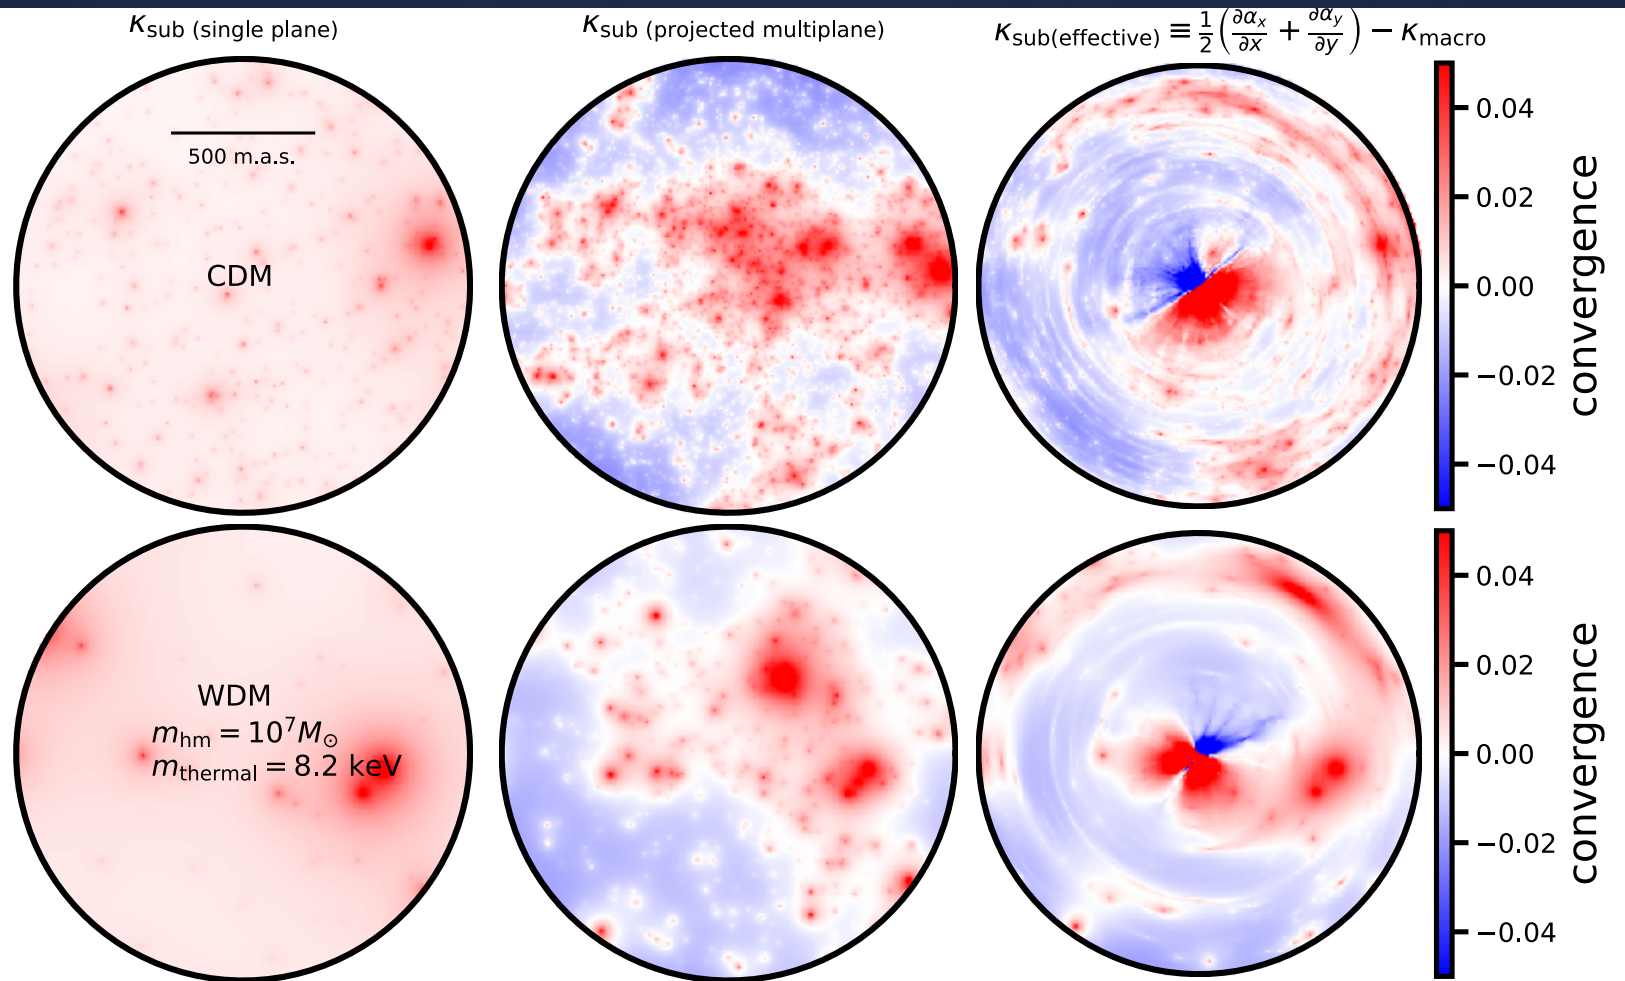 κsub (single plane)
κsub (projected multiplane)
κsub(effective) ≡ 1/2 (∂αx/∂x + ∂αy/∂y) − κmacro
500 m.a.s.
CDM
0.04
0.02
0.00
−0.02
−0.04
convergence
WDM
mhm = 10⁷M⊙
mthermal = 8.2 keV
0.04
0.02
0.00
−0.02
−0.04
convergence